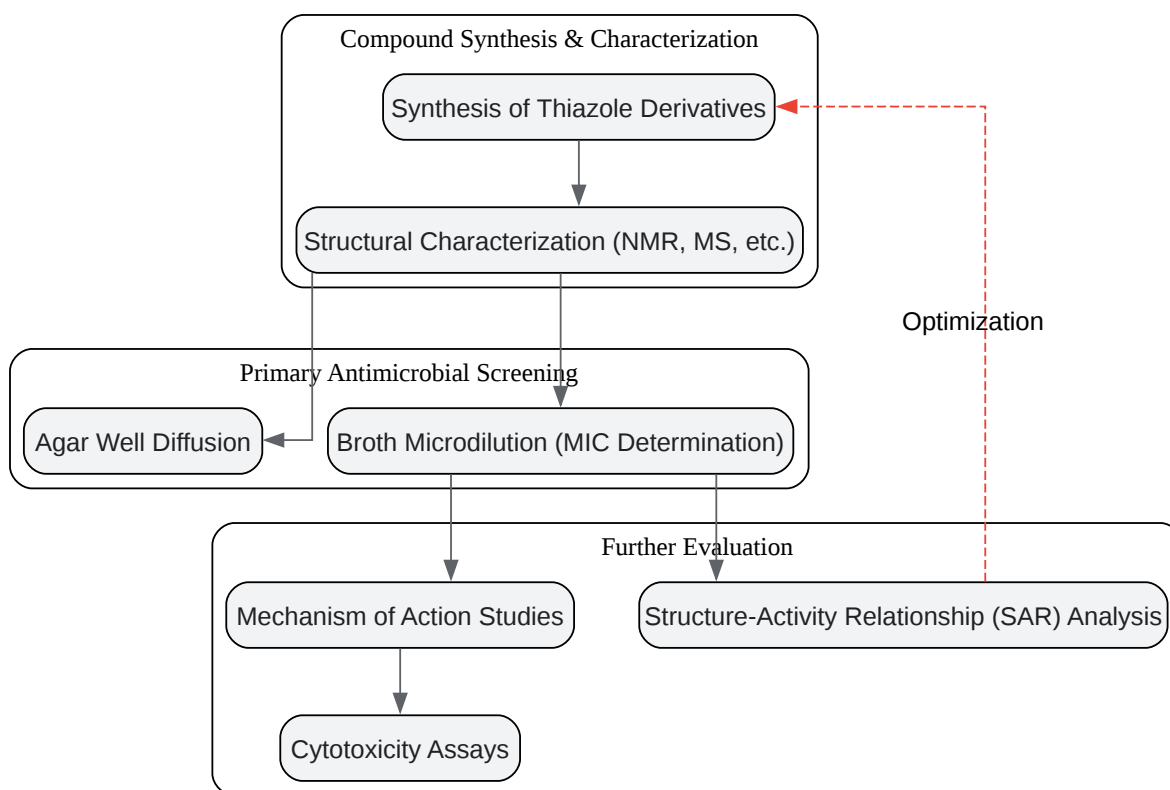 Compound Synthesis & Characterization
Synthesis of Thiazole Derivatives
Structural Characterization (NMR, MS, etc.)
Optimization
Primary Antimicrobial Screening
Agar Well Diffusion
Broth Microdilution (MIC Determination)
Further Evaluation
Mechanism of Action Studies
Structure-Activity Relationship (SAR) Analysis
Cytotoxicity Assays